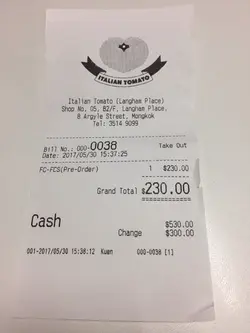 ITALIAN TOMATO
Italian Tomato (Langham Place)
Shop No. 05, B2/F, Langham Place,
8 Argyle Street, Mongkok
Tel: 3514 9099
Bill No.: 000-0038 Take Out
Date: 2017/05/30 15:37:25
FC-FCS(Pre-Order) 1 $230.00
Grand Total $230.00
Cash $530.00
Change $300.00
001-2017/05/30 15:38:12 Kuen 000-0038 [1]